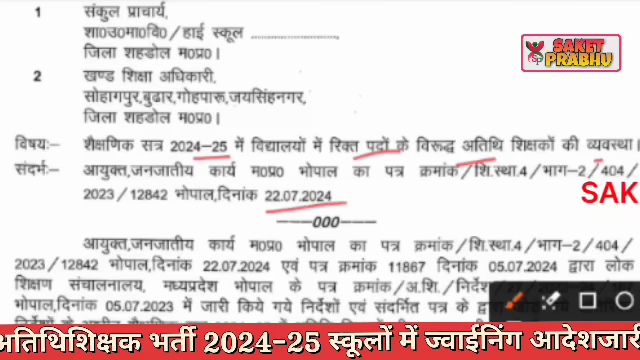 1 संकुल प्राचार्य,
शा0उ0मा0वि0/हाई स्कूल ........................
जिला शहडोल म0प्र0।
2 खण्ड शिक्षा अधिकारी,
सोहागपुर,बुढार,गोहपारू,जयसिंहनगर,
जिला शहडोल म0प्र0।
SAKET PRABHU
विषयः– शैक्षणिक सत्र 2024–25 में विद्यालयों में रिक्त पदों के विरूद्ध अतिथि शिक्षकों की व्यवस्था।
संदर्भः– आयुक्त,जनजातीय कार्य म0प्र0 भोपाल का पत्र क्रमांक/शि.स्था.4/भाग–2/404/
2023/12842 भोपाल,दिनांक 22.07.2024
SAK
–––000–––
आयुक्त,जनजातीय कार्य म0प्र0 भोपाल का पत्र क्रमांक/शि.स्था.4/भाग–2/404/
2023/12842 भोपाल,दिनांक 22.07.2024 एवं पत्र क्रमांक 11867 दिनांक 05.07.2024 द्वारा लोक
शिक्षण संचालनालय, मध्यप्रदेश भोपाल के पत्र क्रमांक/अ.शि./निर्देश
भोपाल,दिनांक 05.07.2023 में जारी किये गये निर्देशों एवं संदर्भित पत्र के द्वारा
अतिथिशिक्षक भर्ती 2024-25 स्कूलों में ज्वाईनिंग आदेशजारी